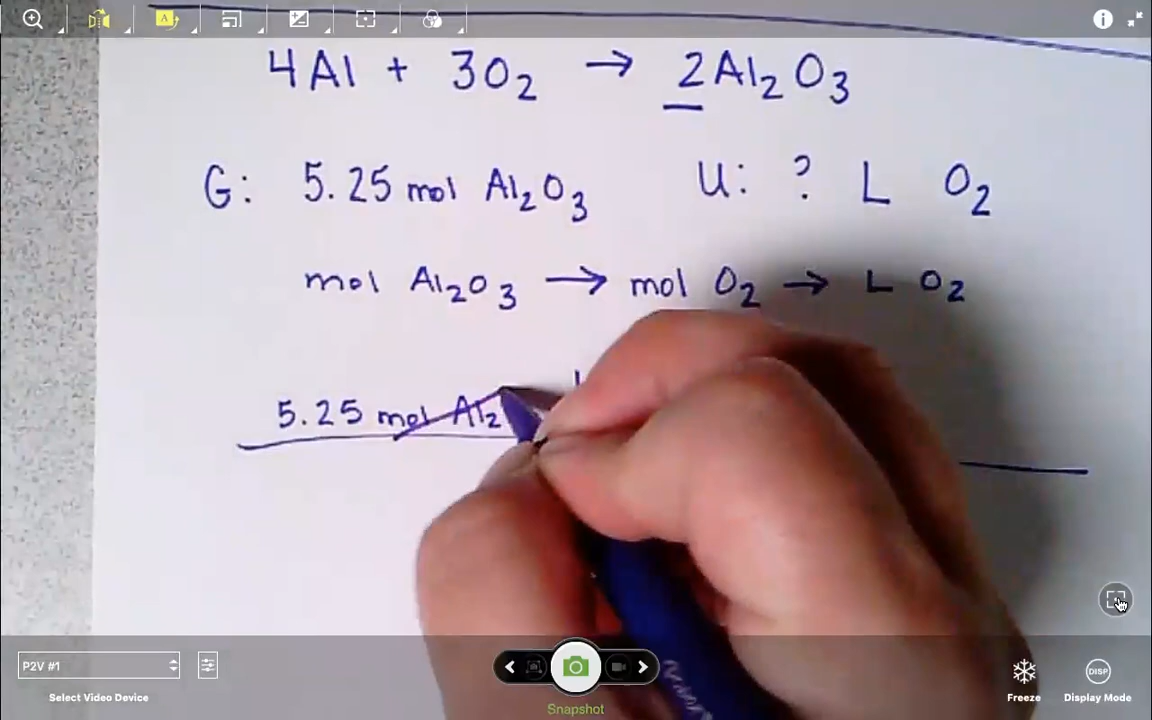 4Al + 3O₂ → 2Al₂O₃
G: 5.25 mol Al₂O₃ U: ? L O₂
mol Al₂O₃ → mol O₂ → L O₂
5.25 mol Al₂
P2V #1
Select Video Device
Snapshot
Freeze
DISP
Display Mode